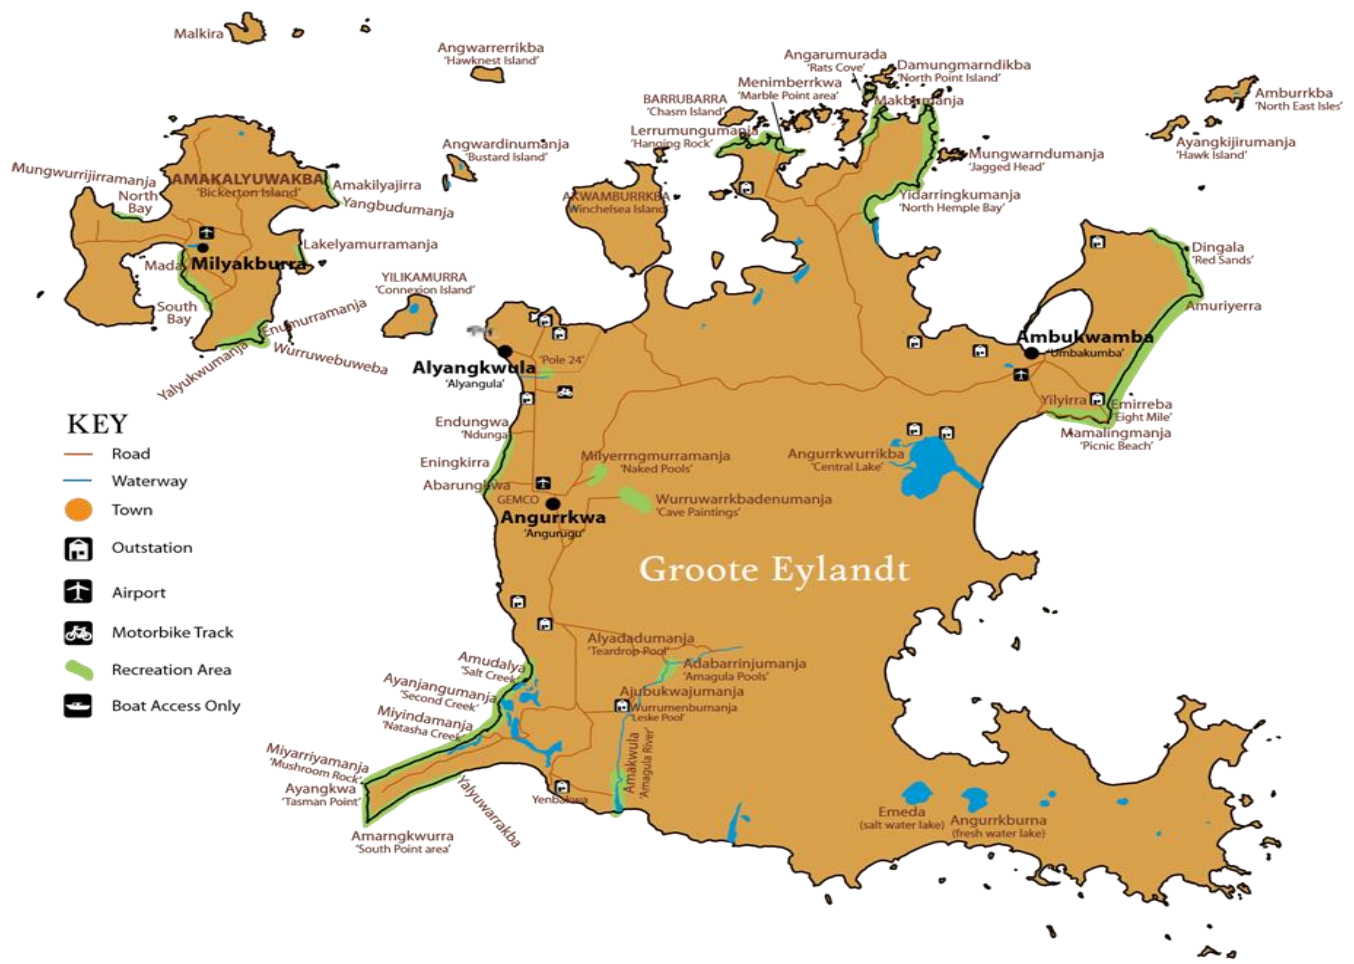 Malkira
Angwarrerrikba
'Hawknest Island'
Angarumurada
'Rats Cove'
Damungmarndikba
'North Point Island'
Menimberrkwa
'Marble Point area'
Makbumanja
BARRUBARRA
'Chasm Island'
Amburrkba
'North East Isles'
Lerrumungumanja
'Hanging Rock'
Ayangkijirumanja
'Hawk Island'
Angwardinumanja
'Bustard Island'
Mungwarndumanja
'Jagged Head'
Mungwurrijirramanja
AMAKALYUWAKBA
'Bickerton Island'
Amakilyajirra
Yangbudumanja
North
Bay
AKWAMBURRKBA
'Winchelsea Island'
Yidarringkumanja
'North Hemple Bay'
Lakelyamurramanja
Milyakburra
Mada
Dingala
'Red Sands'
YILIKAMURRA
'Connexion Island'
South
Bay
Enumurramanja
Amuriyerra
Yalyukwumanja
Wurruwebuweba
Ambukwamba
'Umbakumba'
'Pole 24'
Alyangkwula
'Alyangula'
KEY
Road
Waterway
Town
Outstation
Airport
Motorbike Track
Recreation Area
Boat Access Only
Yilyirra
Emirreba
'Eight Mile'
Mamalingmanja
'Picnic Beach'
Endungwa
'Ndunga'
Eningkirra
Abarungkwa
GEMCO
Milyerrngmurramanja
'Naked Pools'
Angurrkwurrikba
'Central Lake'
Wurruwarrkbadenumanja
'Cave Paintings'
Angurrkwa
'Angurugu'
Groote Eylandt
Alyadadumanja
'Teardrop Pool'
Adabarrinjumanja
'Amagula Pools'
Amudalya
'Salt Creek'
Ayanjangumanja
'Second Creek'
Ajubukwajumanja
Wurrumenbumanja
'Leske Pool'
Miyindamanja
'Natasha Creek'
Amakwula
'Amagula River'
Miyarriyamanja
'Mushroom Rock'
Ayangkwa
'Tasman Point'
Yalyuwarrakba
Yenbakwa
Amarngkwurra
'South Point area'
Emeda
(salt water lake)
Angurrkburna
(fresh water lake)